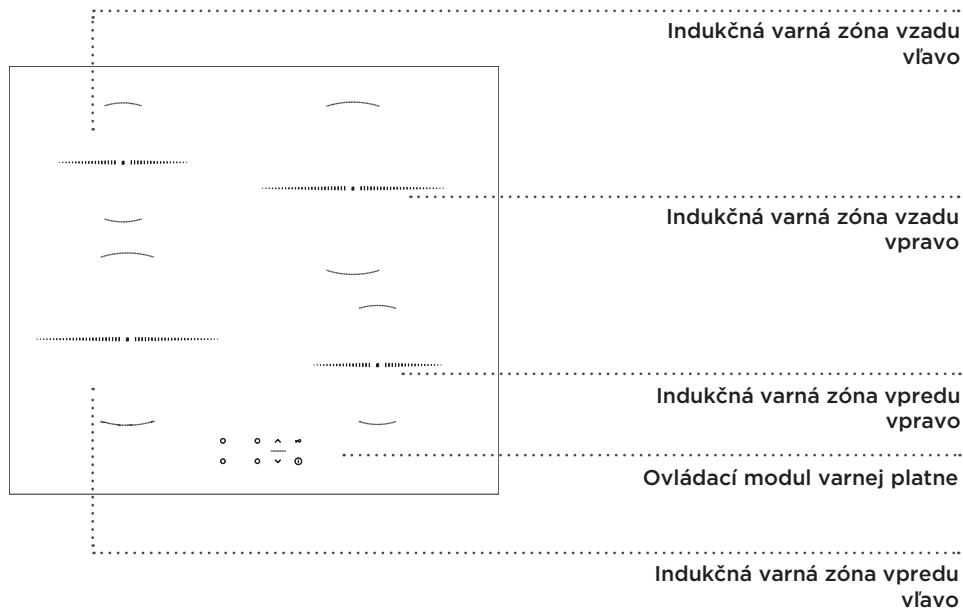 Indukčná varná zóna vzadu
vľavo
Indukčná varná zóna vzadu
vpravo
Indukčná varná zóna vpredu
vpravo
Ovládací modul varnej platne
Indukčná varná zóna vpredu
vľavo